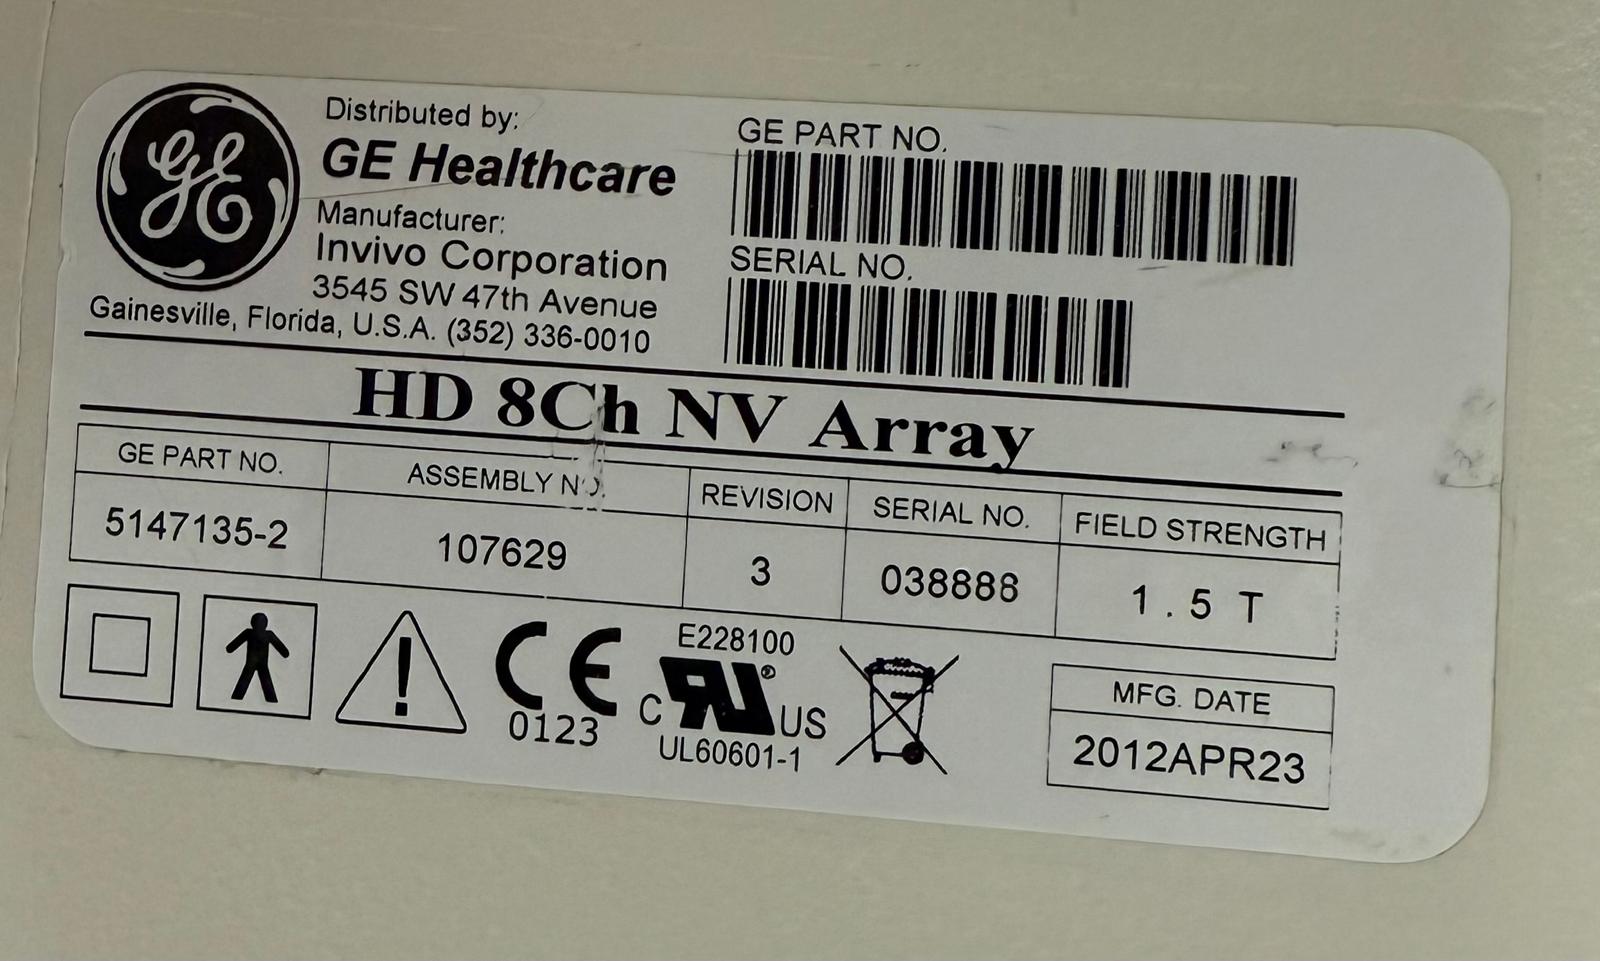 GE
Distributed by:
GE Healthcare
Manufacturer:
Invivo Corporation
3545 SW 47th Avenue
Gainesville, Florida, U.S.A. (352) 336-0010
GE PART NO.
SERIAL NO.
HD 8Ch NV Array
GE PART NO. ASSEMBLY NO. REVISION SERIAL NO. FIELD STRENGTH
5147135-2 107629 3 038886 1.5 T
CE
0123
E228100
C RU® US
UL60601-1
MFG. DATE
2012APR23